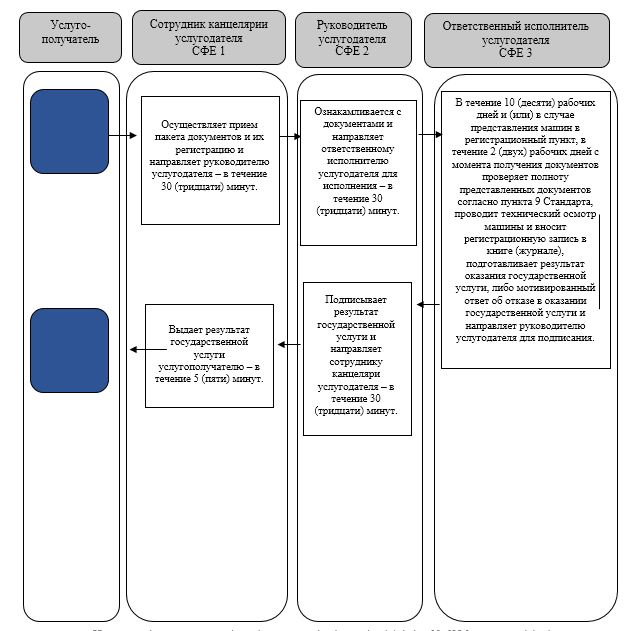 Услуго-
получатель
Сотрудник канцелярии
услугодателя
СФЕ 1
Руководитель
услугодателя
СФЕ 2
Ответственный исполнитель
услугодателя
СФЕ 3
Осуществляет прием
пакета документов и их
регистрацию и
направляет руководителю
услугодателя – в течение
30 (тридцати) минут.
Ознакамливается с
документами и
направляет
ответственному
исполнителю
услугодателя для
исполнения – в
течение 30
(тридцати) минут.
В течение 10 (десяти) рабочих
дней и (или) в случае
представления машин в
регистрационный пункт, в
течение 2 (двух) рабочих дней с
момента получения документов
проверяет полноту
представленных документов
согласно пункта 9 Стандарта,
проводит технический осмотр
машины и вносит
регистрационную запись в
книге (журнале),
подготавливает результат
оказания государственной
услуги, либо мотивированный
ответ об отказе в оказании
государственной услуги и
направляет руководителю
услугодателя для подписания.
Подписывает
результат
государственной
услуги и
направляет
сотруднику
канцеляри
услугодателя – в
течение 30
(тридцати) минут.
Выдает результат
государственной
услуги
услугополучателю – в
течение 5 (пяти) минут.